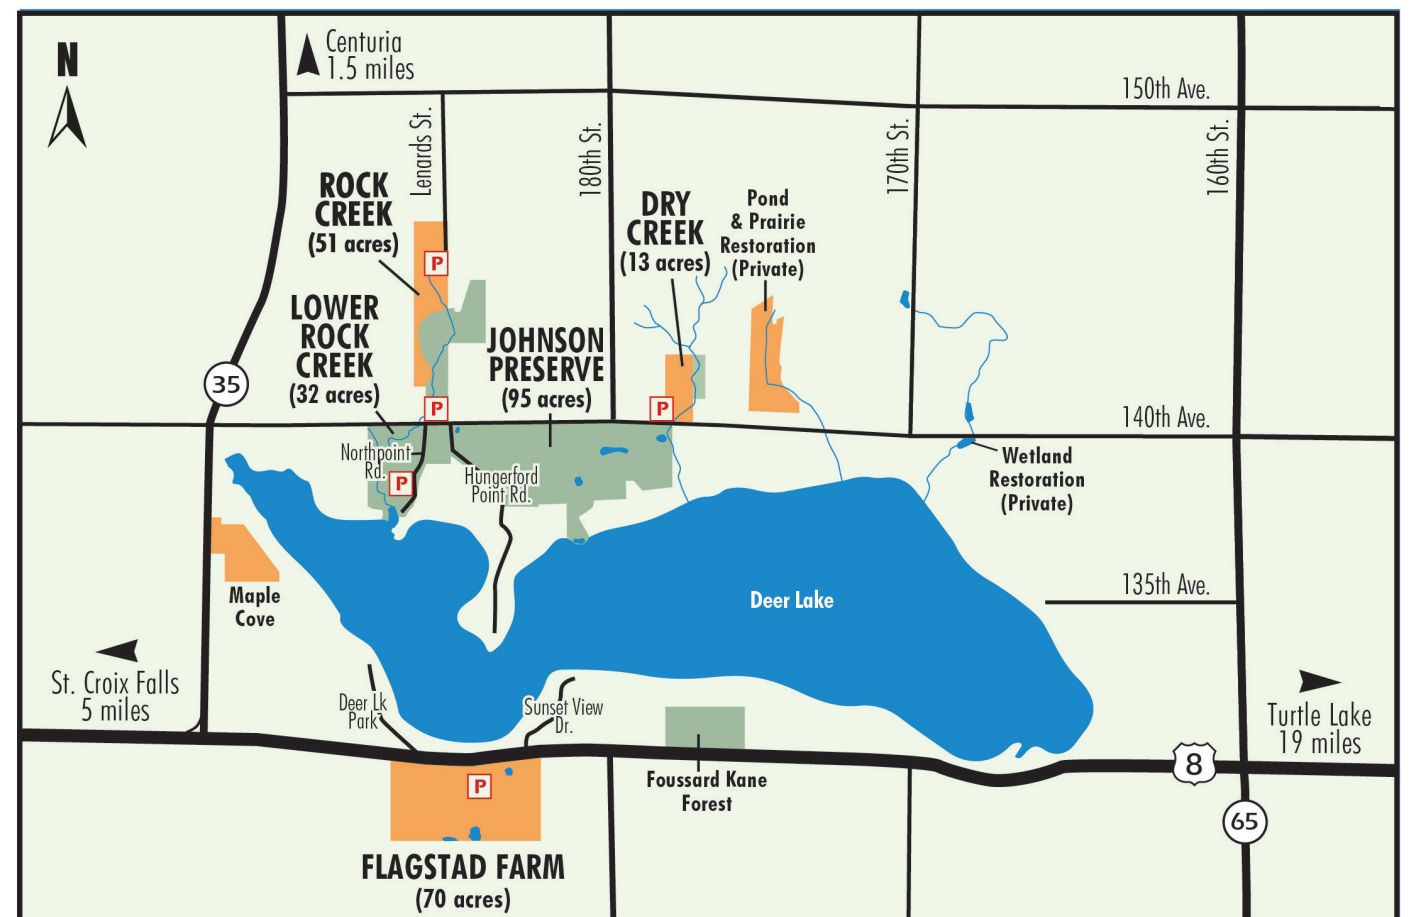 N
Centuria
1.5 miles
150th Ave.
Lenards St.
180th St.
170th St.
160th St.
ROCK
CREEK
(51 acres)
P
DRY
CREEK
(13 acres)
Pond
& Prairie
Restoration
(Private)
LOWER
ROCK
CREEK
(32 acres)
JOHNSON
PRESERVE
(95 acres)
35
P
P
140th Ave.
Northpoint
Rd.
P
Hungerford
Point Rd.
Wetland
Restoration
(Private)
Maple
Cove
Deer Lake
135th Ave.
St. Croix Falls
5 miles
Deer Lk
Park
Sunset View
Dr.
Turtle Lake
19 miles
8
Foussard Kane
Forest
P
65
FLAGSTAD FARM
(70 acres)